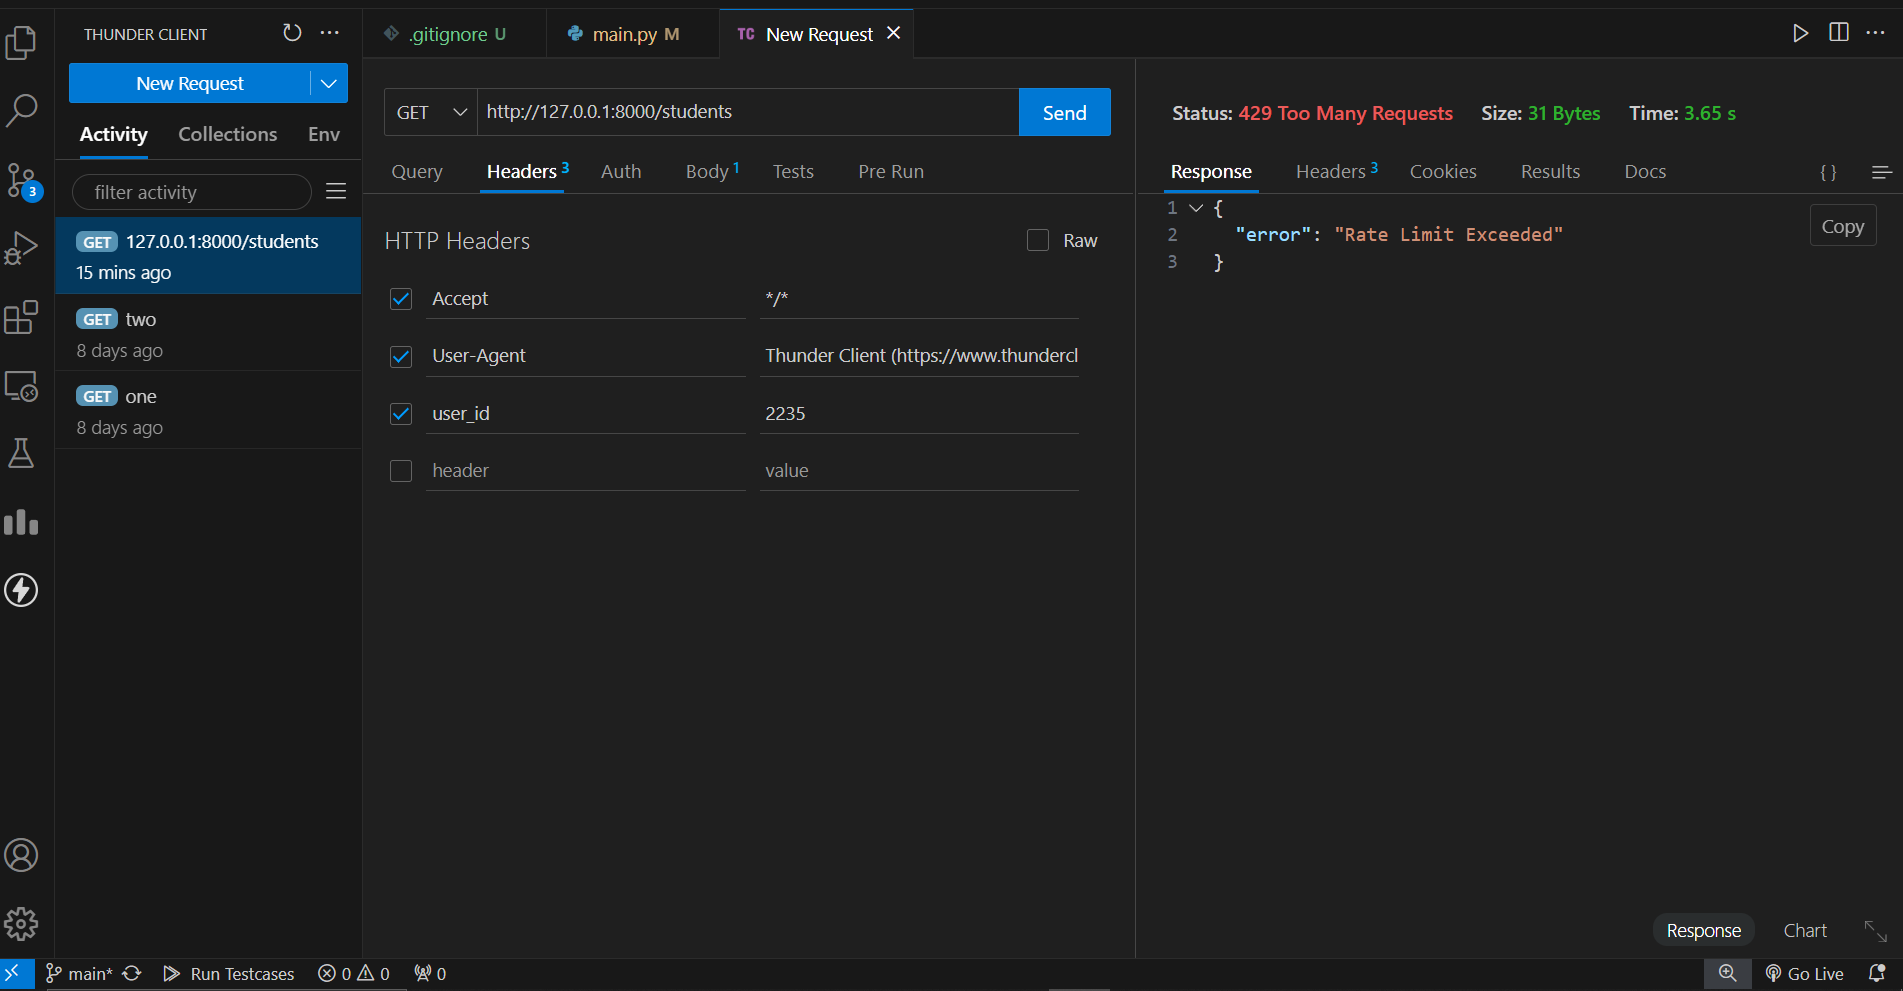 THUNDER CLIENT
New Request
Activity Collections Env
filter activity
GET 127.0.0.1:8000/students
15 mins ago
GET two
8 days ago
GET one
8 days ago
3
.gitignore U
main.py M
TC New Request
GET http://127.0.0.1:8000/students Send
Query Headers 3 Auth Body 1 Tests Pre Run
HTTP Headers Raw
Accept */*
User-Agent Thunder Client (https://www.thundercl
user_id 2235
header value
Status: 429 Too Many Requests Size: 31 Bytes Time: 3.65 s
Response Headers 3 Cookies Results Docs { }
1 {
2 "error": "Rate Limit Exceeded"
3 }
Copy
Response Chart
main* Run Testcases 0 0 0 Go Live